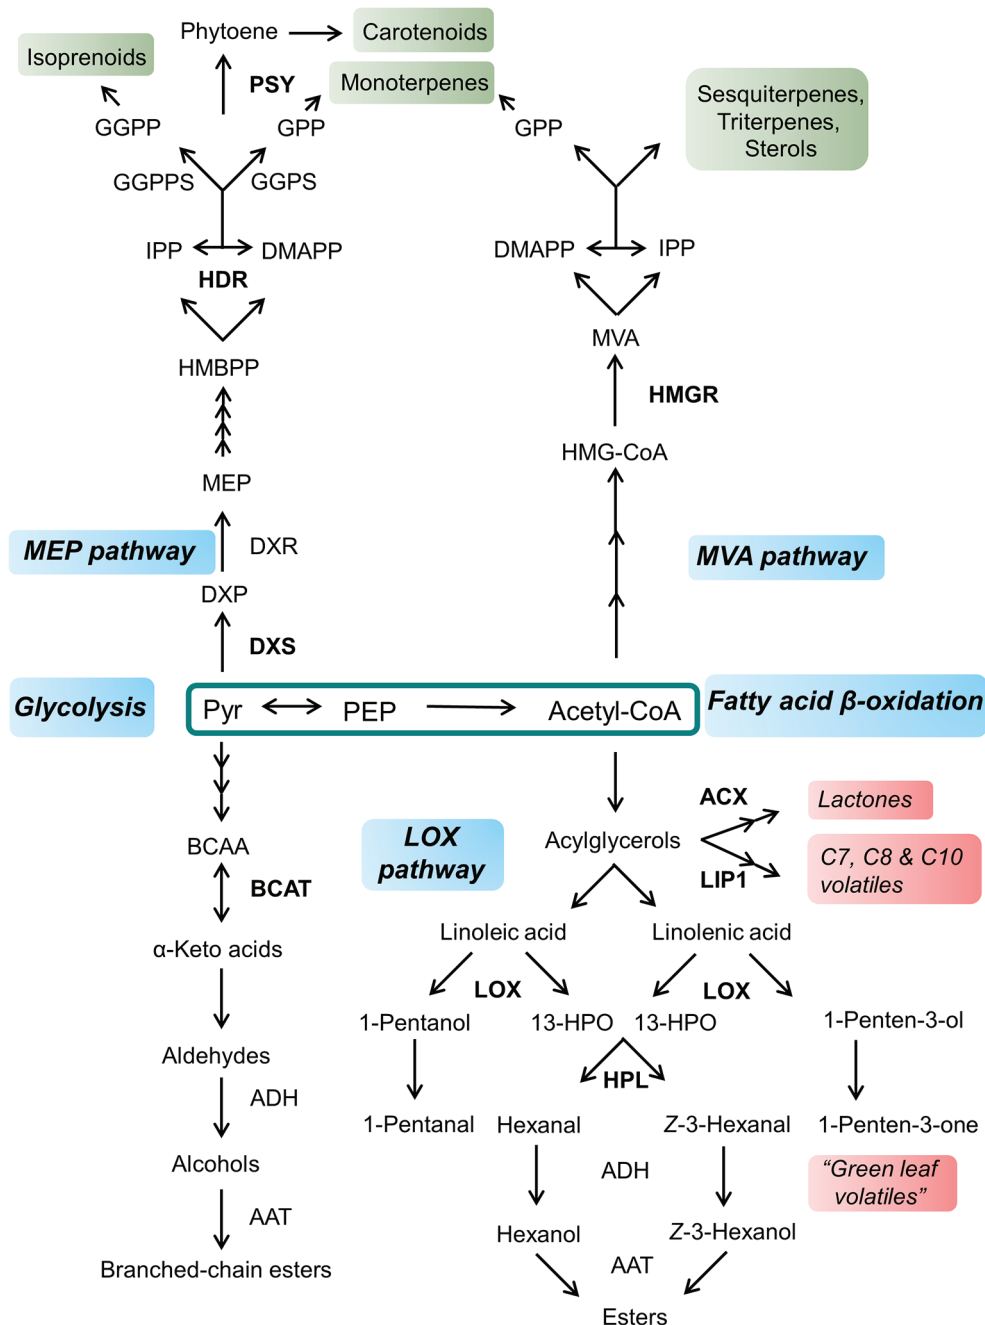 Phytoene
Carotenoids
Isoprenoids
PSY
Monoterpenes
Sesquiterpenes,
Triterpenes,
Sterols
GGPP
GPP
GPP
GGPPS
GGPS
IPP
DMAPP
DMAPP
IPP
HDR
MVA
HMBPP
HMGR
HMG-CoA
MEP
MEP pathway
DXR
MVA pathway
DXP
DXS
Glycolysis
Pyr
PEP
Acetyl-CoA
Fatty acid β-oxidation
ACX
Lactones
LOX
pathway
Acylglycerols
BCAA
LIP1
C7, C8 & C10
volatiles
BCAT
Linoleic acid
Linolenic acid
α-Keto acids
LOX
LOX
1-Pentanol
13-HPO
13-HPO
1-Penten-3-ol
Aldehydes
HPL
ADH
1-Pentanal
Hexanal
Z-3-Hexanal
1-Penten-3-one
Alcohols
ADH
“Green leaf
volatiles”
AAT
Hexanol
Z-3-Hexanol
Branched-chain esters
AAT
Esters